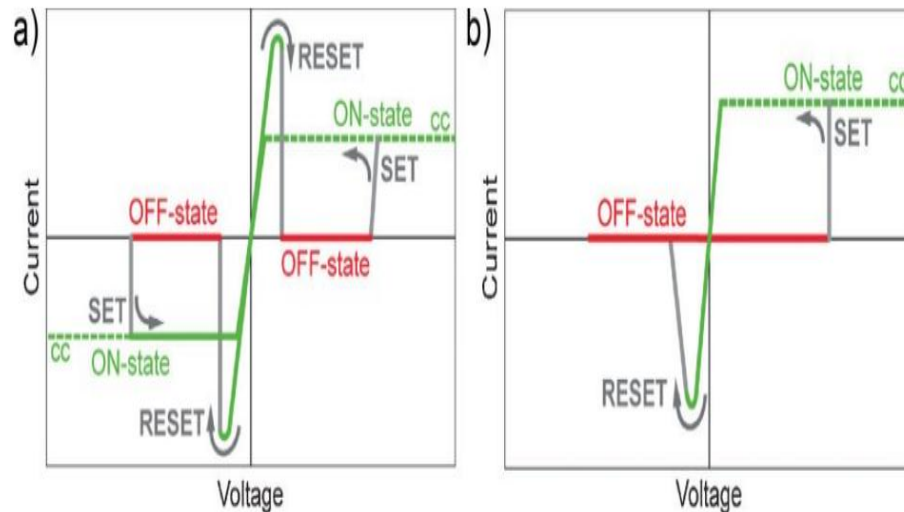 a)
RESET
ON-state
cc
SET
OFF-state
OFF-state
SET
cc
ON-state
RESET
Current
Voltage
b)
ON-state
cc
SET
OFF-state
RESET
Current
Voltage